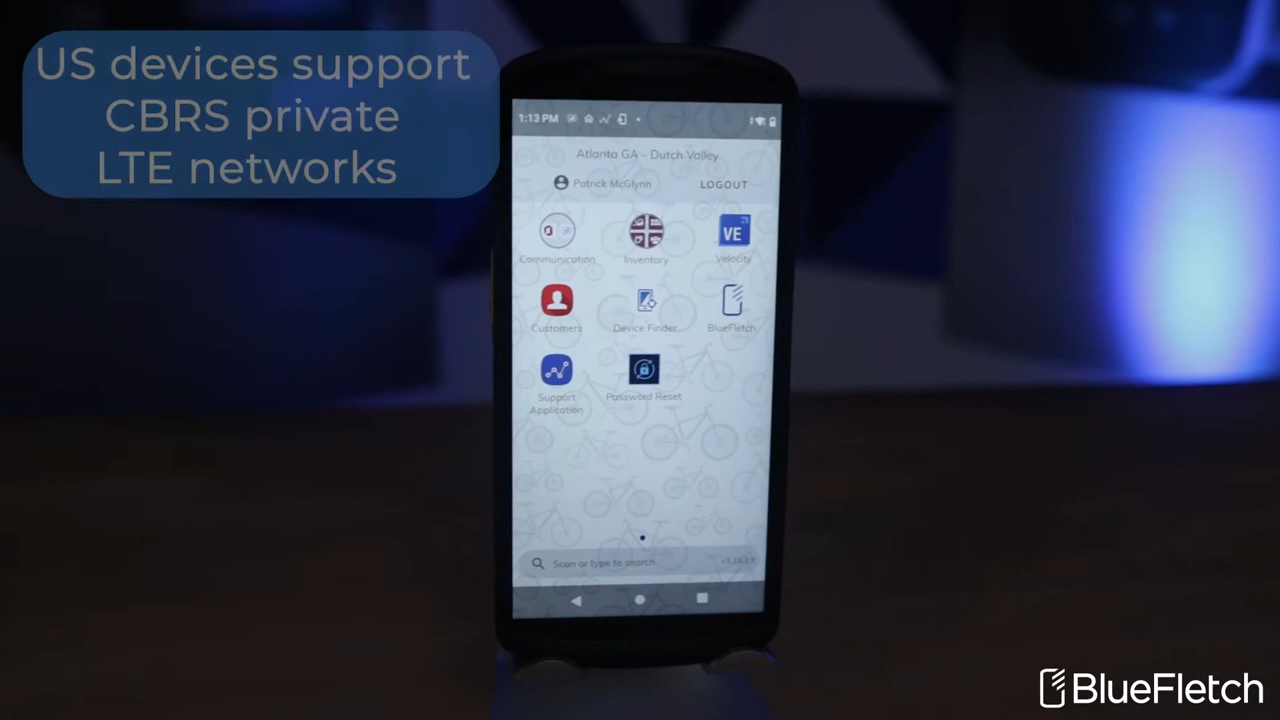 US devices support
CBRS private
LTE networks
1:13 PM
Atlanta GA - Dutch Valley
Patrick McGlynn LOGOUT
VE
Communication Inventory Velocity
Customers Device Finder BlueFletch
Support Password Reset
Application
Scan or type to search
BlueFletch